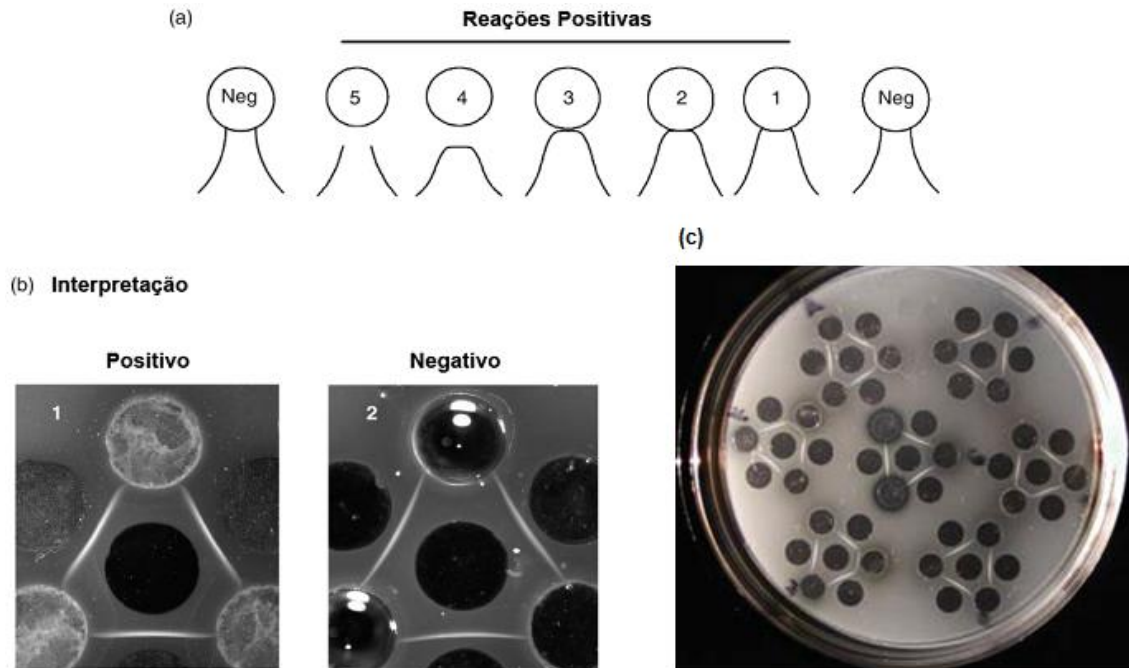 (a) Reações Positivas
Neg 5 4 3 2 1 Neg
(c)
(b) Interpretação
Positivo Negativo
1 2